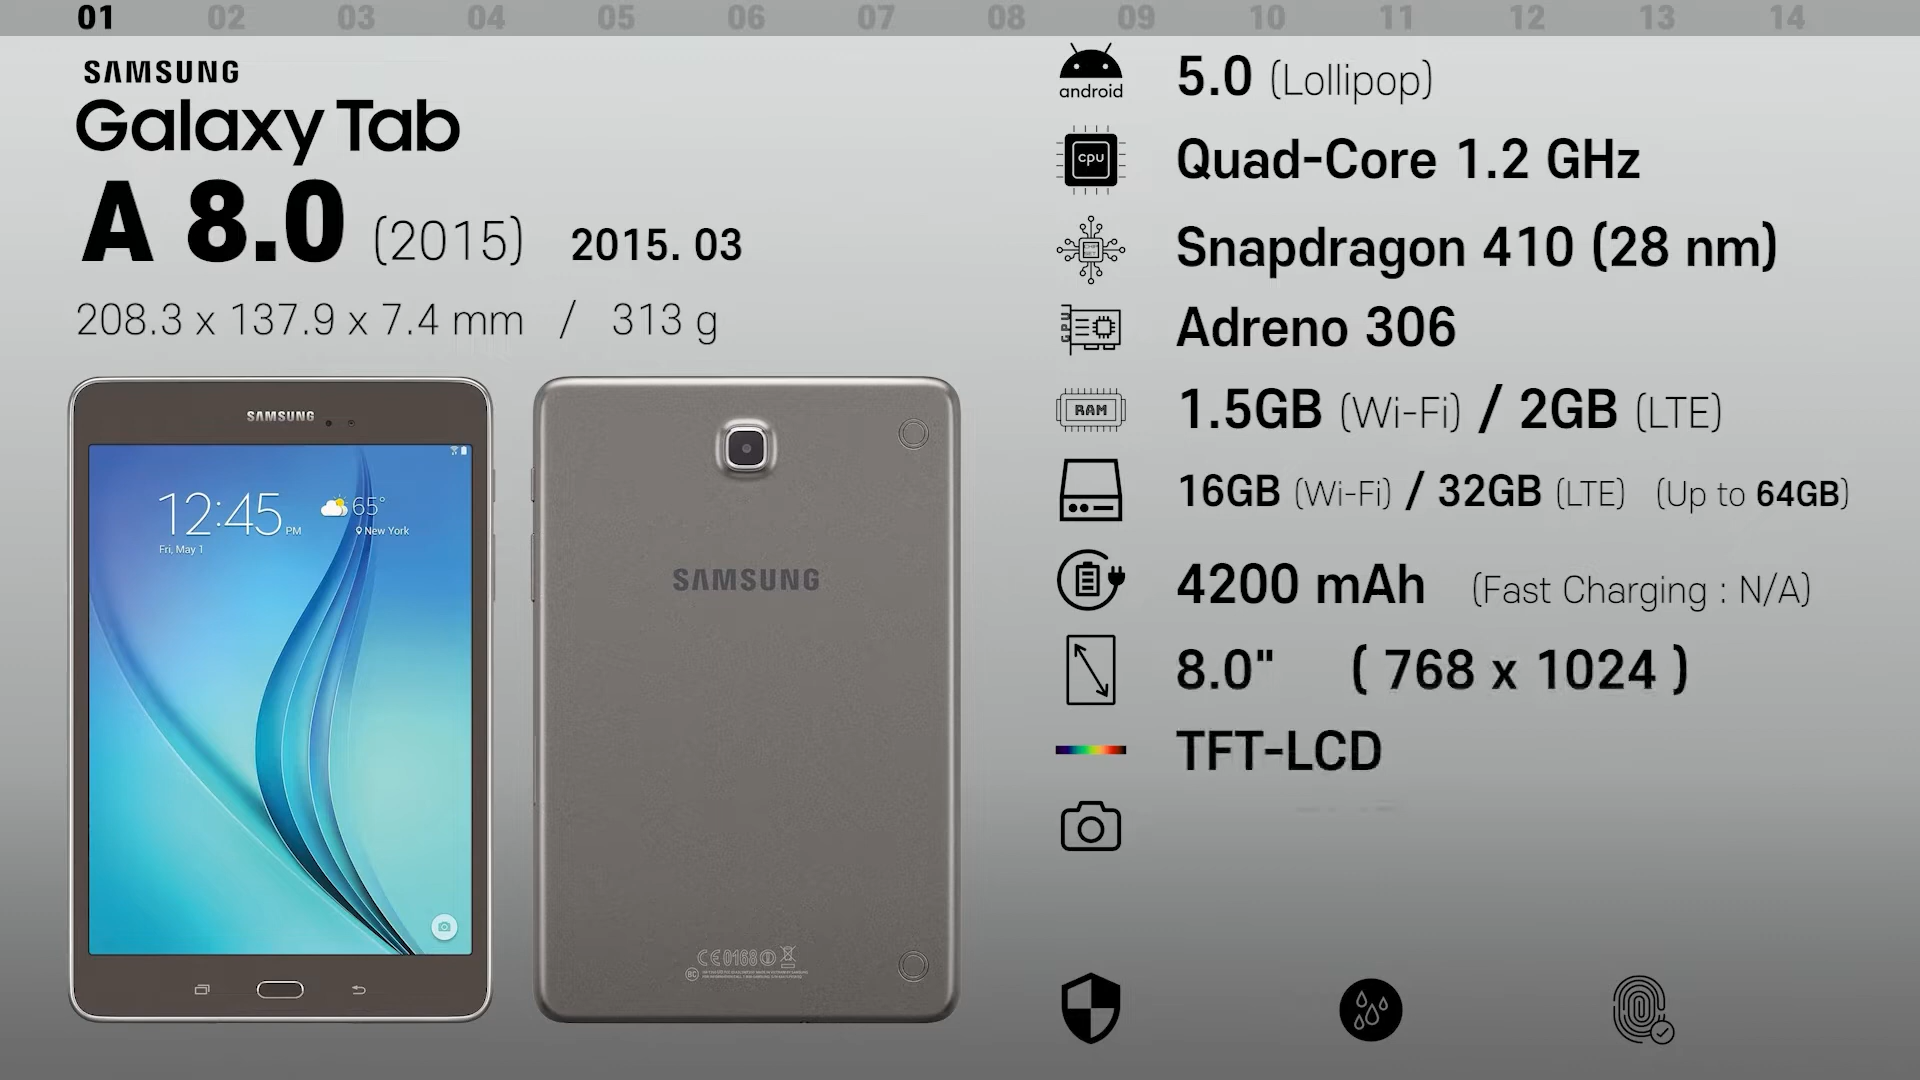 01 02 03 04 05 06 07 08 09 10 11 12 13 14
SAMSUNG
Galaxy Tab
A 8.0 (2015) 2015. 03
208.3 x 137.9 x 7.4 mm / 313 g
SAMSUNG
12:45 PM
65°
New York
Fri, May 1
SAMSUNG
CE0168
android
5.0 (Lollipop)
cpu
Quad-Core 1.2 GHz
Snapdragon 410 (28 nm)
GPU
Adreno 306
RAM
1.5GB (Wi-Fi) / 2GB (LTE)
16GB (Wi-Fi) / 32GB (LTE) (Up to 64GB)
4200 mAh (Fast Charging : N/A)
8.0" ( 768 x 1024 )
TFT-LCD